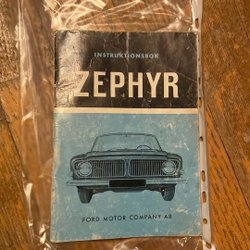 INSTRUKTIONSBOK
ZEPHYR
FORD MOTOR COMPANY AB